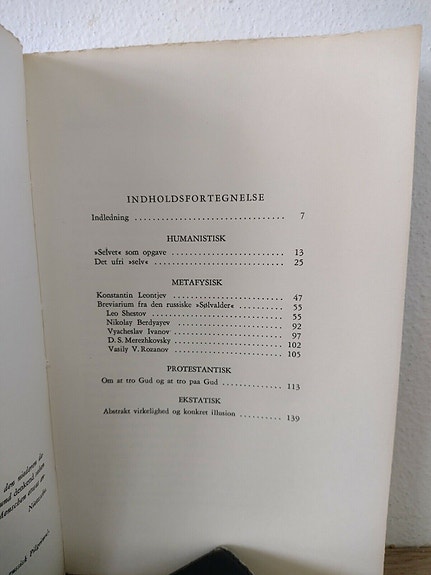 INDHOLDSFORTEGNELSE
Indledning ................................ 7
HUMANISTISK
»Selvet« som opgave ........................ 13
Det ufri »selv« ............................ 25
METAFYSISK
Konstantin Leontjev ........................ 47
Breviarium fra den russiske »Sølvalder« .... 55
Leo Shestov ................................ 55
Nikolay Berdyayev .......................... 92
Vyacheslav Ivanov .......................... 97
D. S. Merezhkovsky ......................... 102
Vasily V. Rozanov .......................... 105
PROTESTANTISK
Om at tro Gud og at tro paa Gud ............ 113
EKSTATISK
Abstrakt virkelighed og konkret illusion ... 139